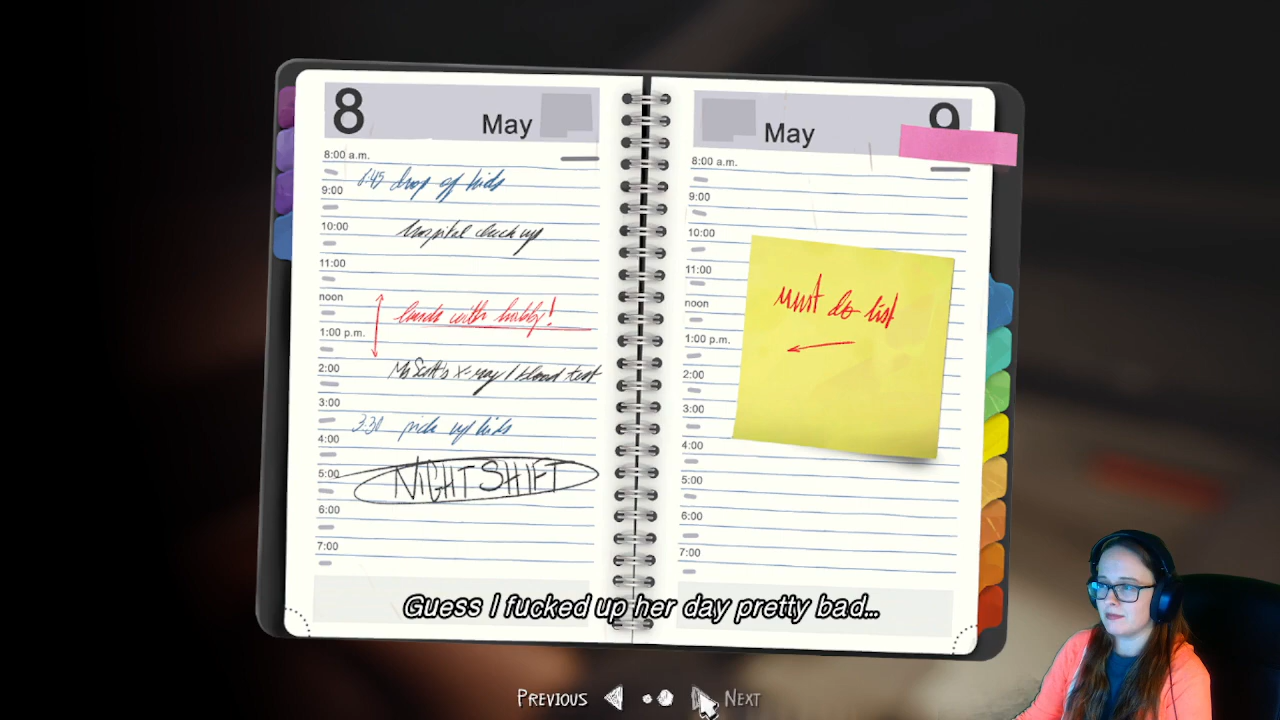 8
May
8:00 a.m.
8:45 drop of kids
9:00
10:00
hospital check up
11:00
noon
lunch with hubby!
1:00 p.m.
2:00
Mr Scott's x-ray / blood test
3:00
3:30 pick up kids
4:00
5:00
NIGHT SHIFT
6:00
7:00
May
9
8:00 a.m.
9:00
10:00
11:00
noon
1:00 p.m.
2:00
3:00
4:00
5:00
6:00
7:00
must do list
Guess I fucked up her day pretty bad...
Previous
Next